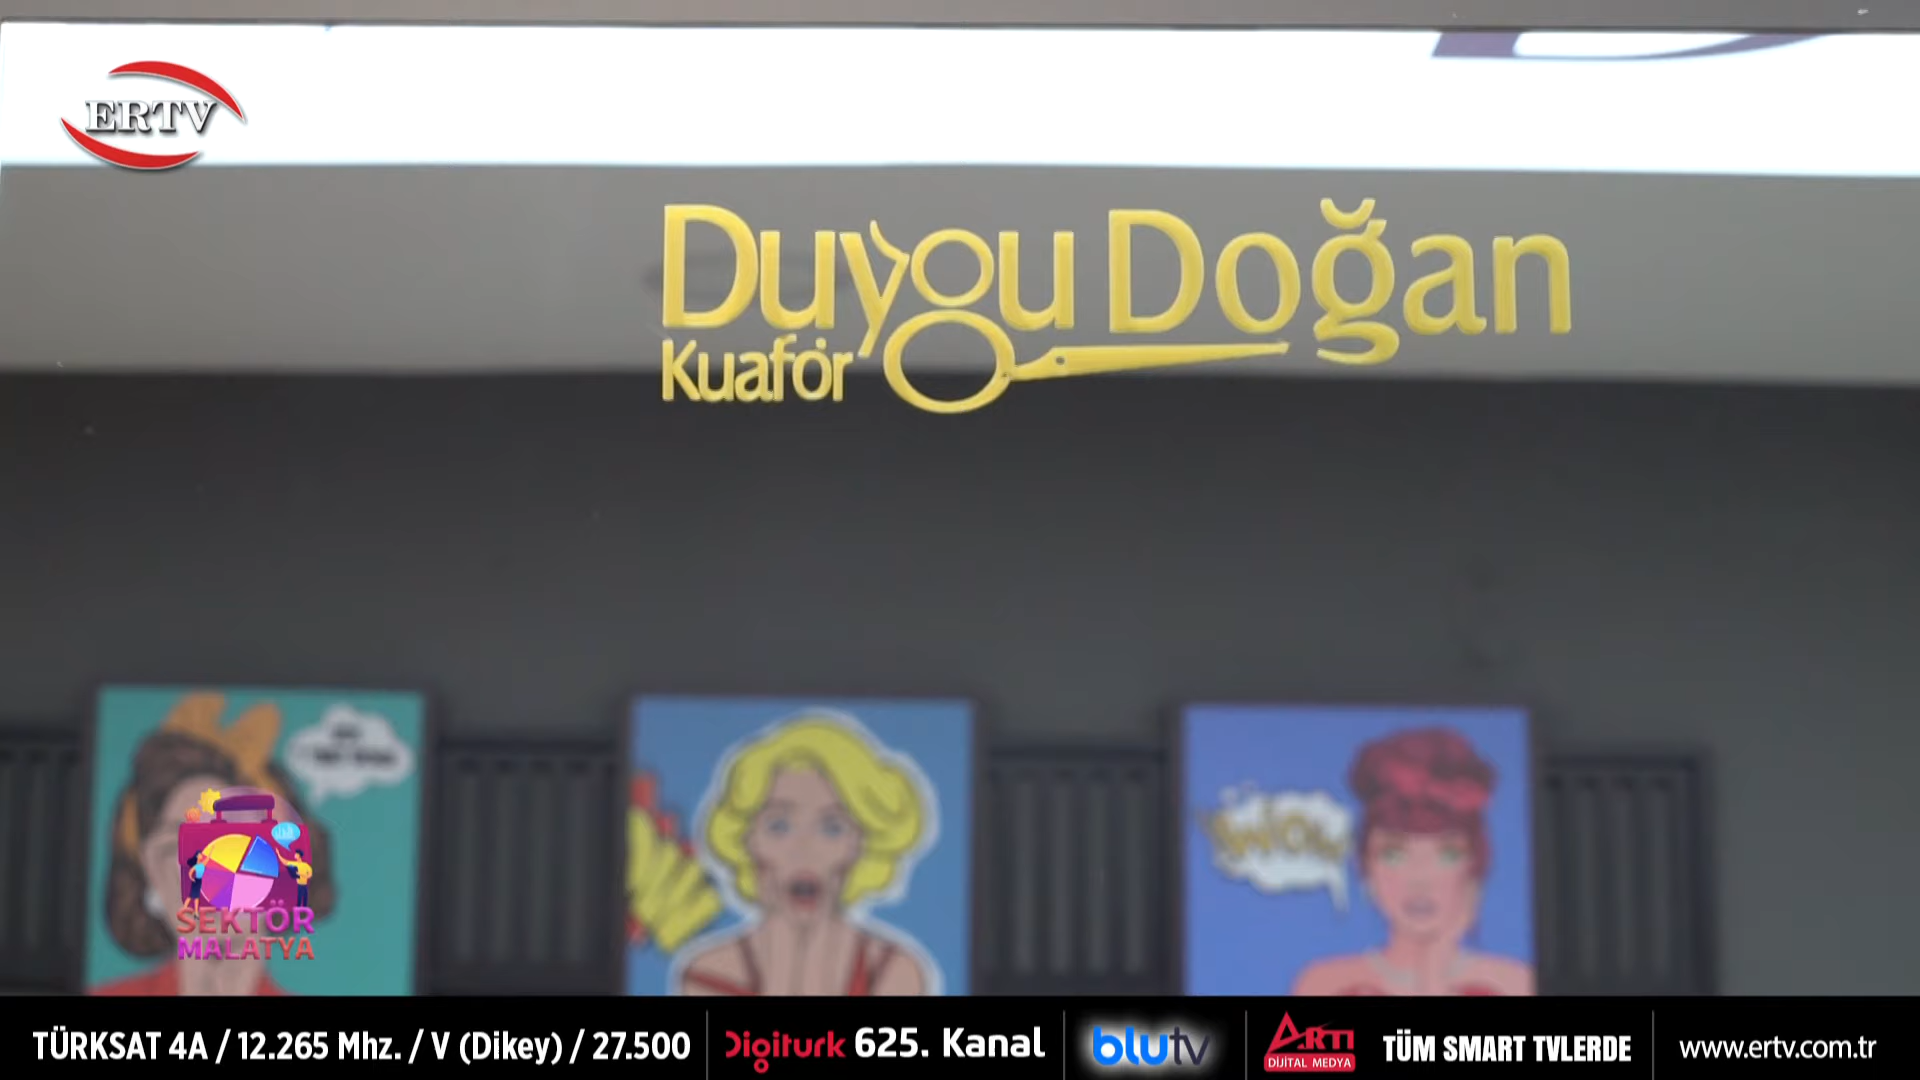 ERTV
Duygu Doğan
Kuaför
WOW
SEKTÖR
MALATYA
TÜRKSAT 4A / 12.265 Mhz. / V (Dikey) / 27.500
Digiturk 625. Kanal
blutv
ARTI
DİJİTAL MEDYA
TÜM SMART TVLERDE
www.ertv.com.tr